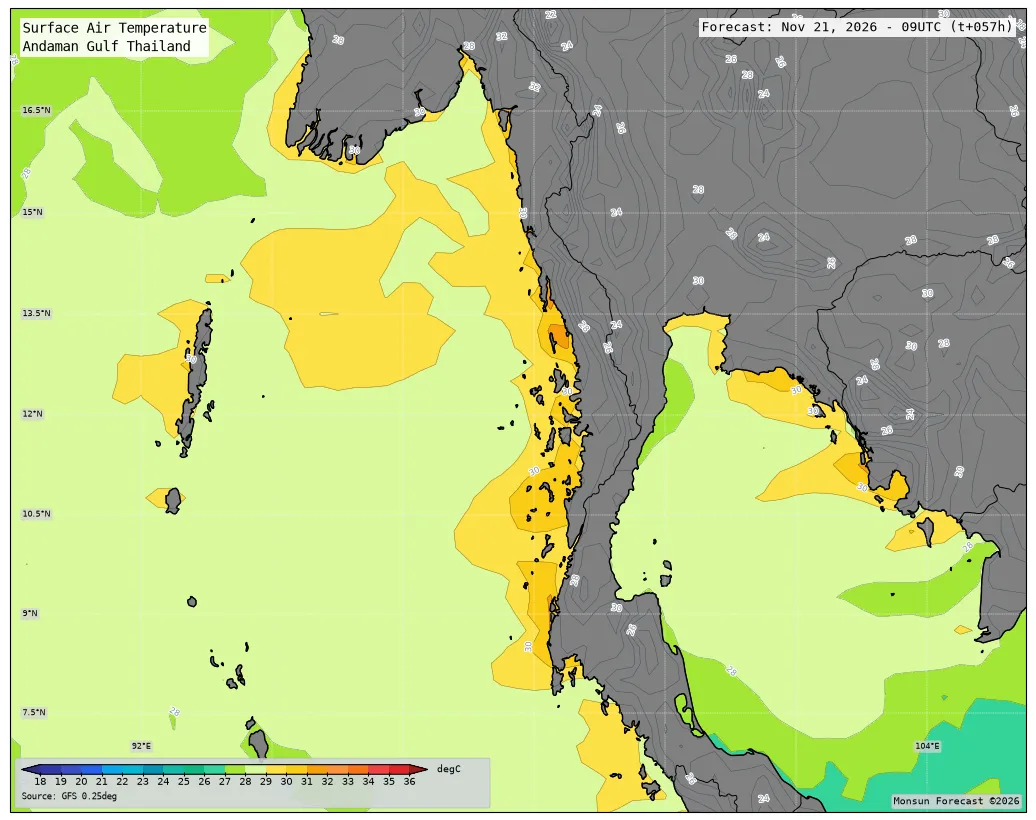 Surface Air Temperature
Andaman Gulf Thailand
Forecast: Nov 21, 2026 - 09UTC (t+057h)
16.5°N
15°N
13.5°N
12°N
10.5°N
9°N
7.5°N
92°E
104°E
18 19 20 21 22 23 24 25 26 27 28 29 30 31 32 33 34 35 36 degC
Source: GFS 0.25deg
Monsun Forecast ©2026